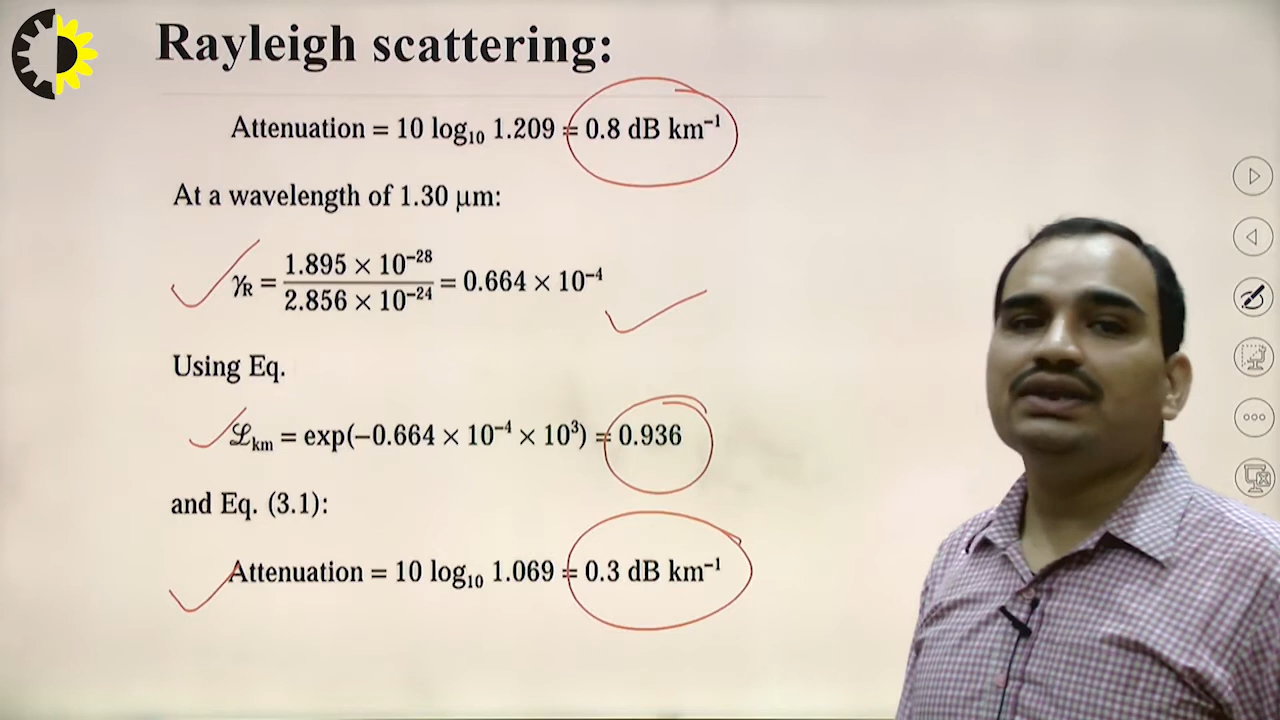 Rayleigh scattering:
Attenuation = 10 log₁₀ 1.209 = 0.8 dB km⁻¹
At a wavelength of 1.30 μm:
γ_R = (1.895 × 10⁻²⁸)/(2.856 × 10⁻²⁴) = 0.664 × 10⁻⁴
Using Eq.
ℒ_km = exp(−0.664 × 10⁻⁴ × 10³) = 0.936
and Eq. (3.1):
Attenuation = 10 log₁₀ 1.069 = 0.3 dB km⁻¹